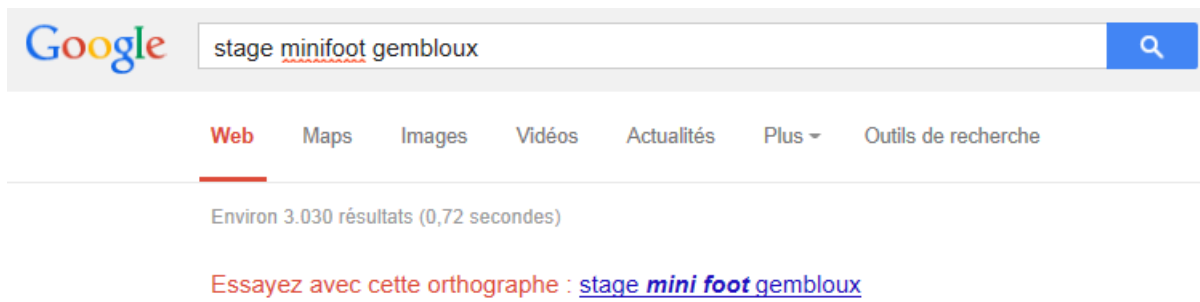 Google stage minifoot gembloux
Web Maps Images Vidéos Actualités Plus Outils de recherche
Environ 3.030 résultats (0,72 secondes)
Essayez avec cette orthographe : stage mini foot gembloux